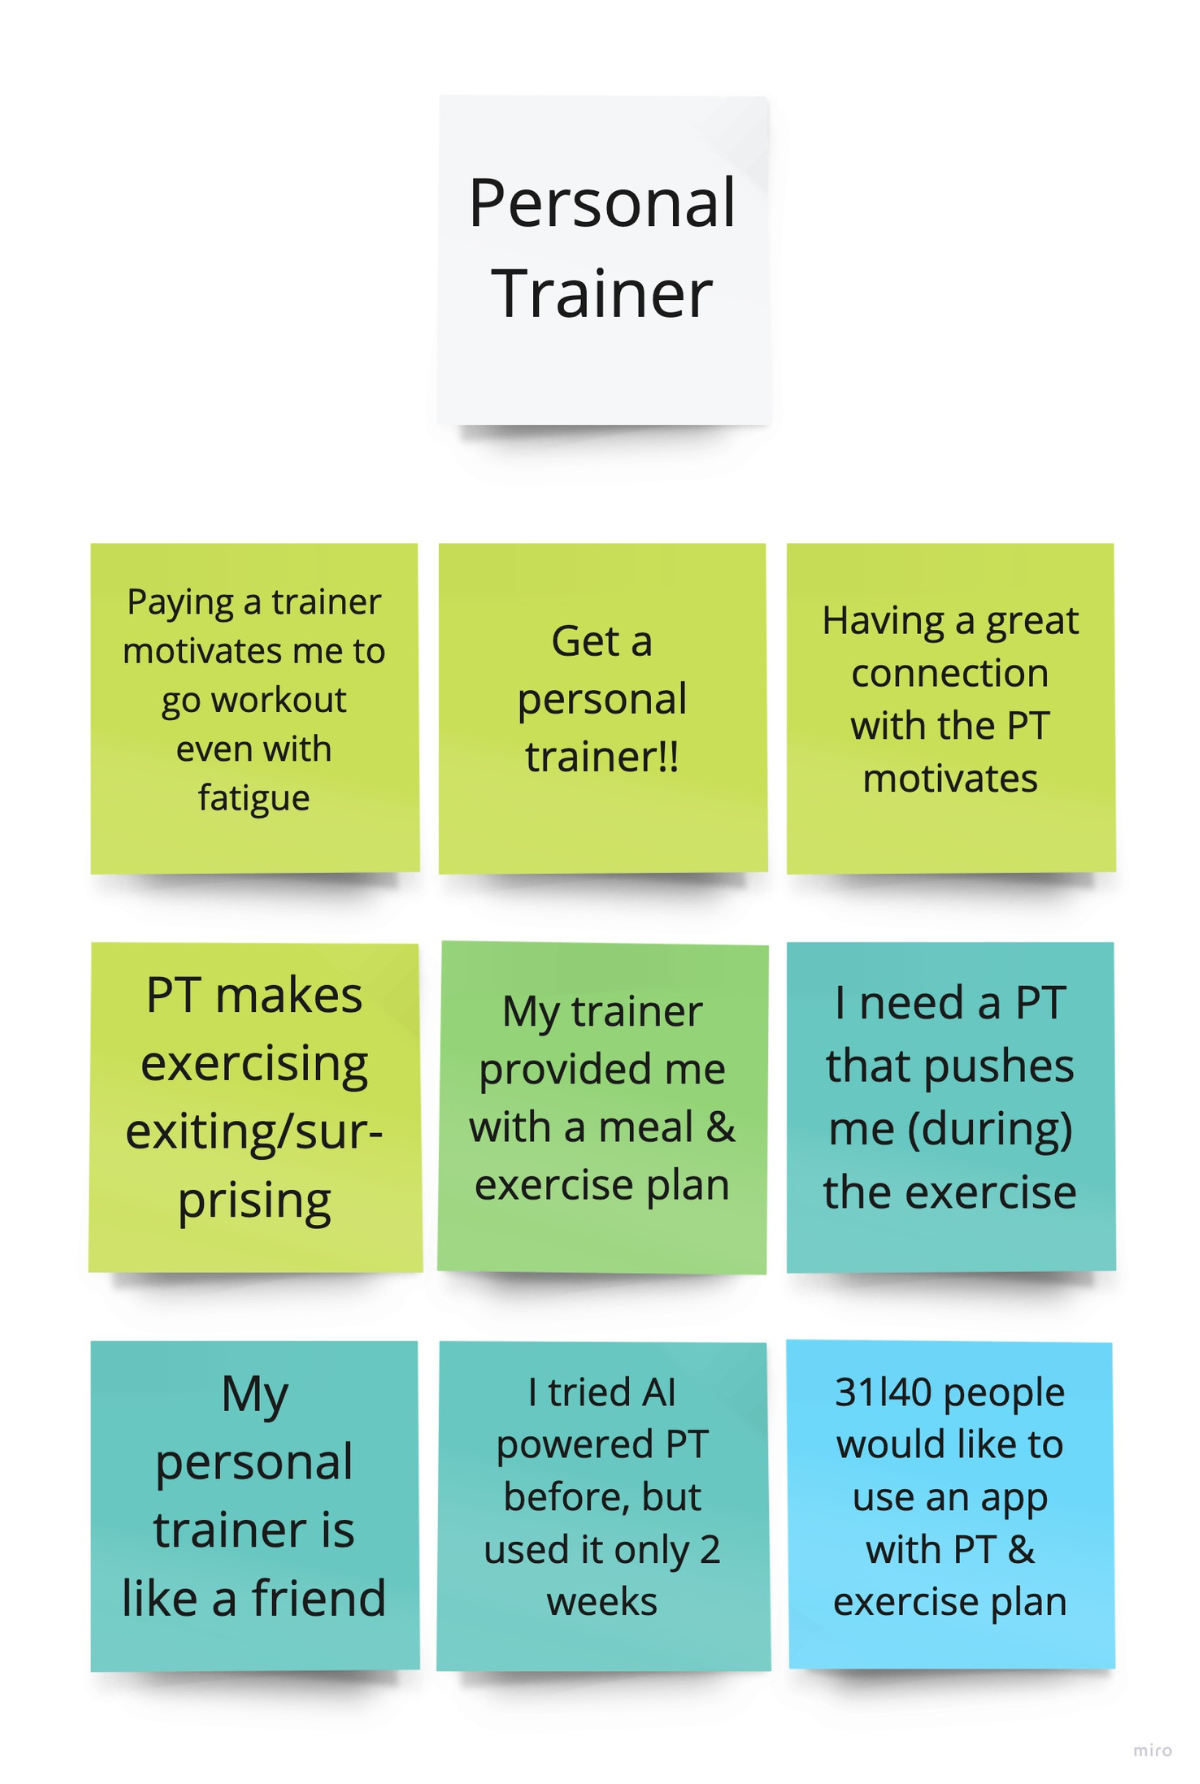 Personal
Trainer
Paying a trainer
motivates me to
go workout
even with
fatigue
Get a
personal
trainer!!
Having a great
connection
with the PT
motivates
PT makes
exercising
exiting/sur-
prising
My trainer
provided me
with a meal &
exercise plan
I need a PT
that pushes
me (during)
the exercise
My
personal
trainer is
like a friend
I tried AI
powered PT
before, but
used it only 2
weeks
31l40 people
would like to
use an app
with PT &
exercise plan
miro